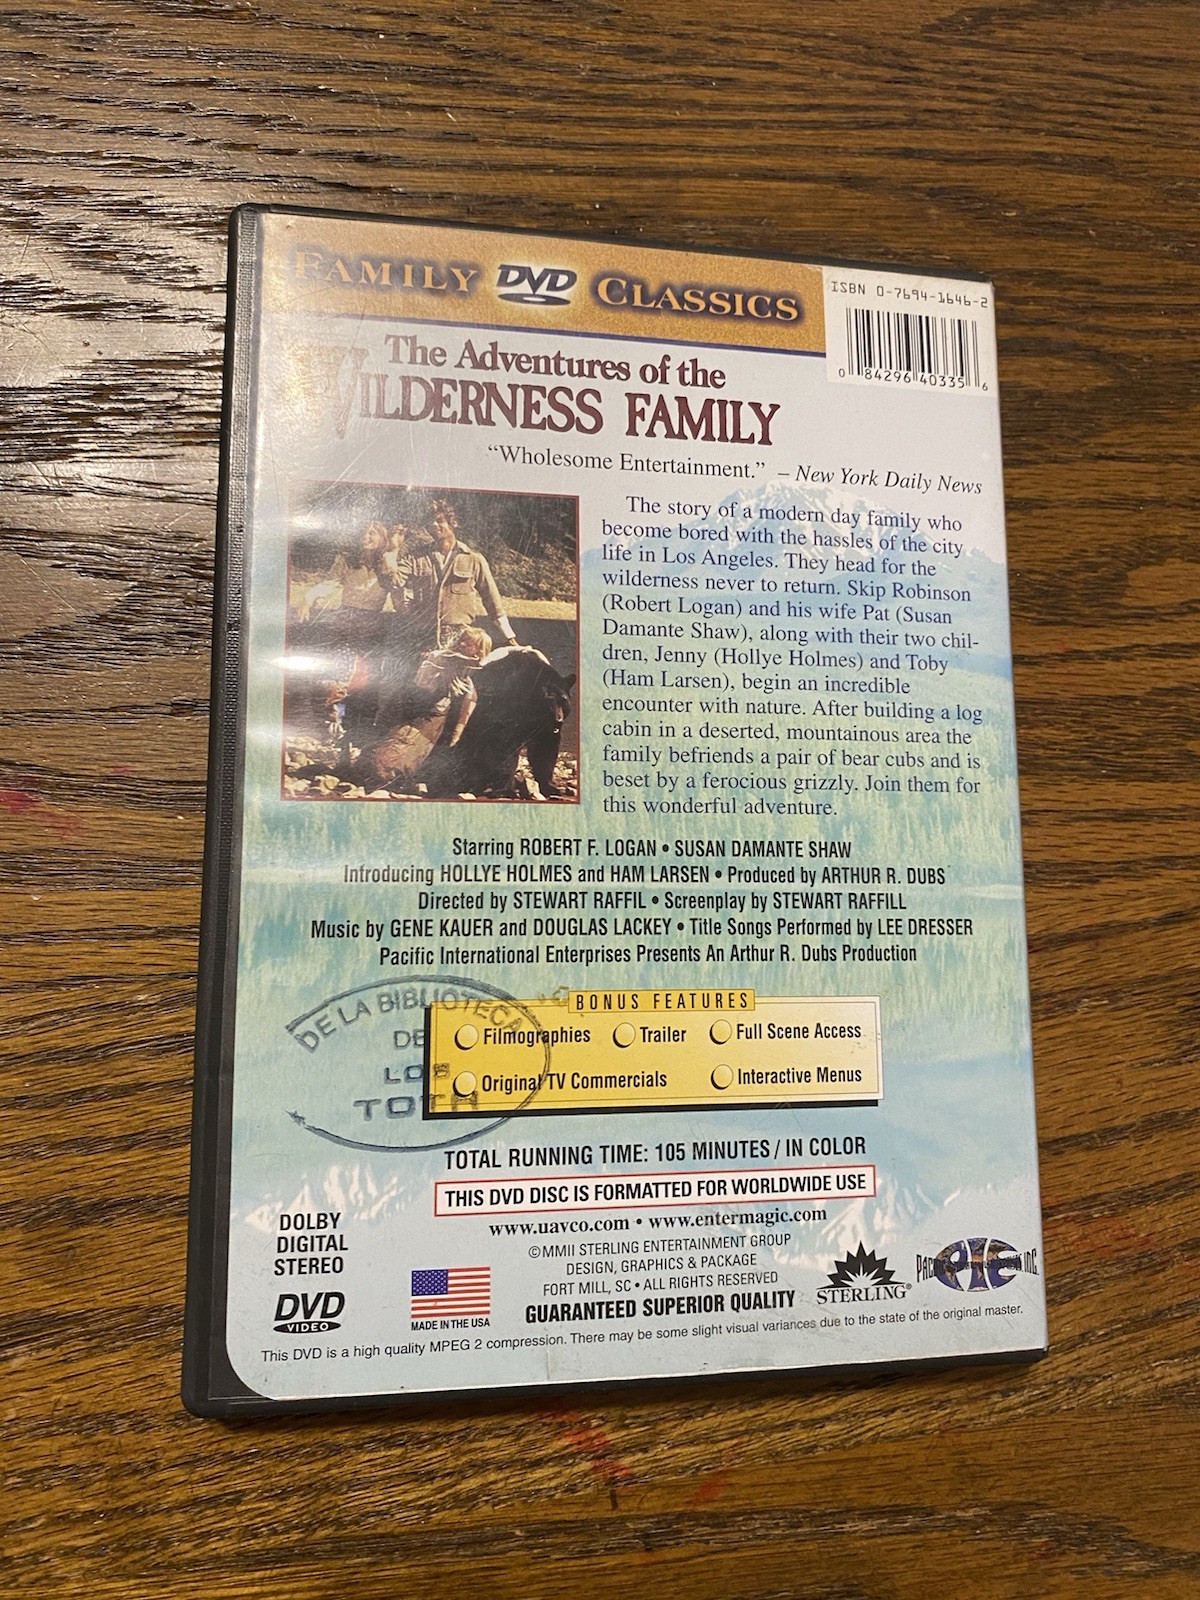 FAMILY DVD CLASSICS
ISBN 0-7694-1646-2
0 84296 40335 6
The Adventures of the
WILDERNESS FAMILY
“Wholesome Entertainment.” – New York Daily News
The story of a modern day family who
become bored with the hassles of the city
life in Los Angeles. They head for the
wilderness never to return. Skip Robinson
(Robert Logan) and his wife Pat (Susan
Damante Shaw), along with their two chil-
dren, Jenny (Hollye Holmes) and Toby
(Ham Larsen), begin an incredible
encounter with nature. After building a log
cabin in a deserted, mountainous area the
family befriends a pair of bear cubs and is
beset by a ferocious grizzly. Join them for
this wonderful adventure.
Starring ROBERT F. LOGAN • SUSAN DAMANTE SHAW
Introducing HOLLYE HOLMES and HAM LARSEN • Produced by ARTHUR R. DUBS
Directed by STEWART RAFFIL • Screenplay by STEWART RAFFILL
Music by GENE KAUER and DOUGLAS LACKEY • Title Songs Performed by LEE DRESSER
Pacific International Enterprises Presents An Arthur R. Dubs Production
DE LA BIBLIOTECA
DE
LOS
TOTH
BONUS FEATURES
Filmographies Trailer Full Scene Access
Original TV Commercials Interactive Menus
TOTAL RUNNING TIME: 105 MINUTES / IN COLOR
THIS DVD DISC IS FORMATTED FOR WORLDWIDE USE
www.uavco.com • www.entermagic.com
DOLBY
DIGITAL
STEREO
DVD
VIDEO
MADE IN THE USA
©MMII STERLING ENTERTAINMENT GROUP
DESIGN, GRAPHICS & PACKAGE
FORT MILL, SC • ALL RIGHTS RESERVED
GUARANTEED SUPERIOR QUALITY
STERLING®
PIE INC.
This DVD is a high quality MPEG 2 compression. There may be some slight visual variances due to the state of the original master.